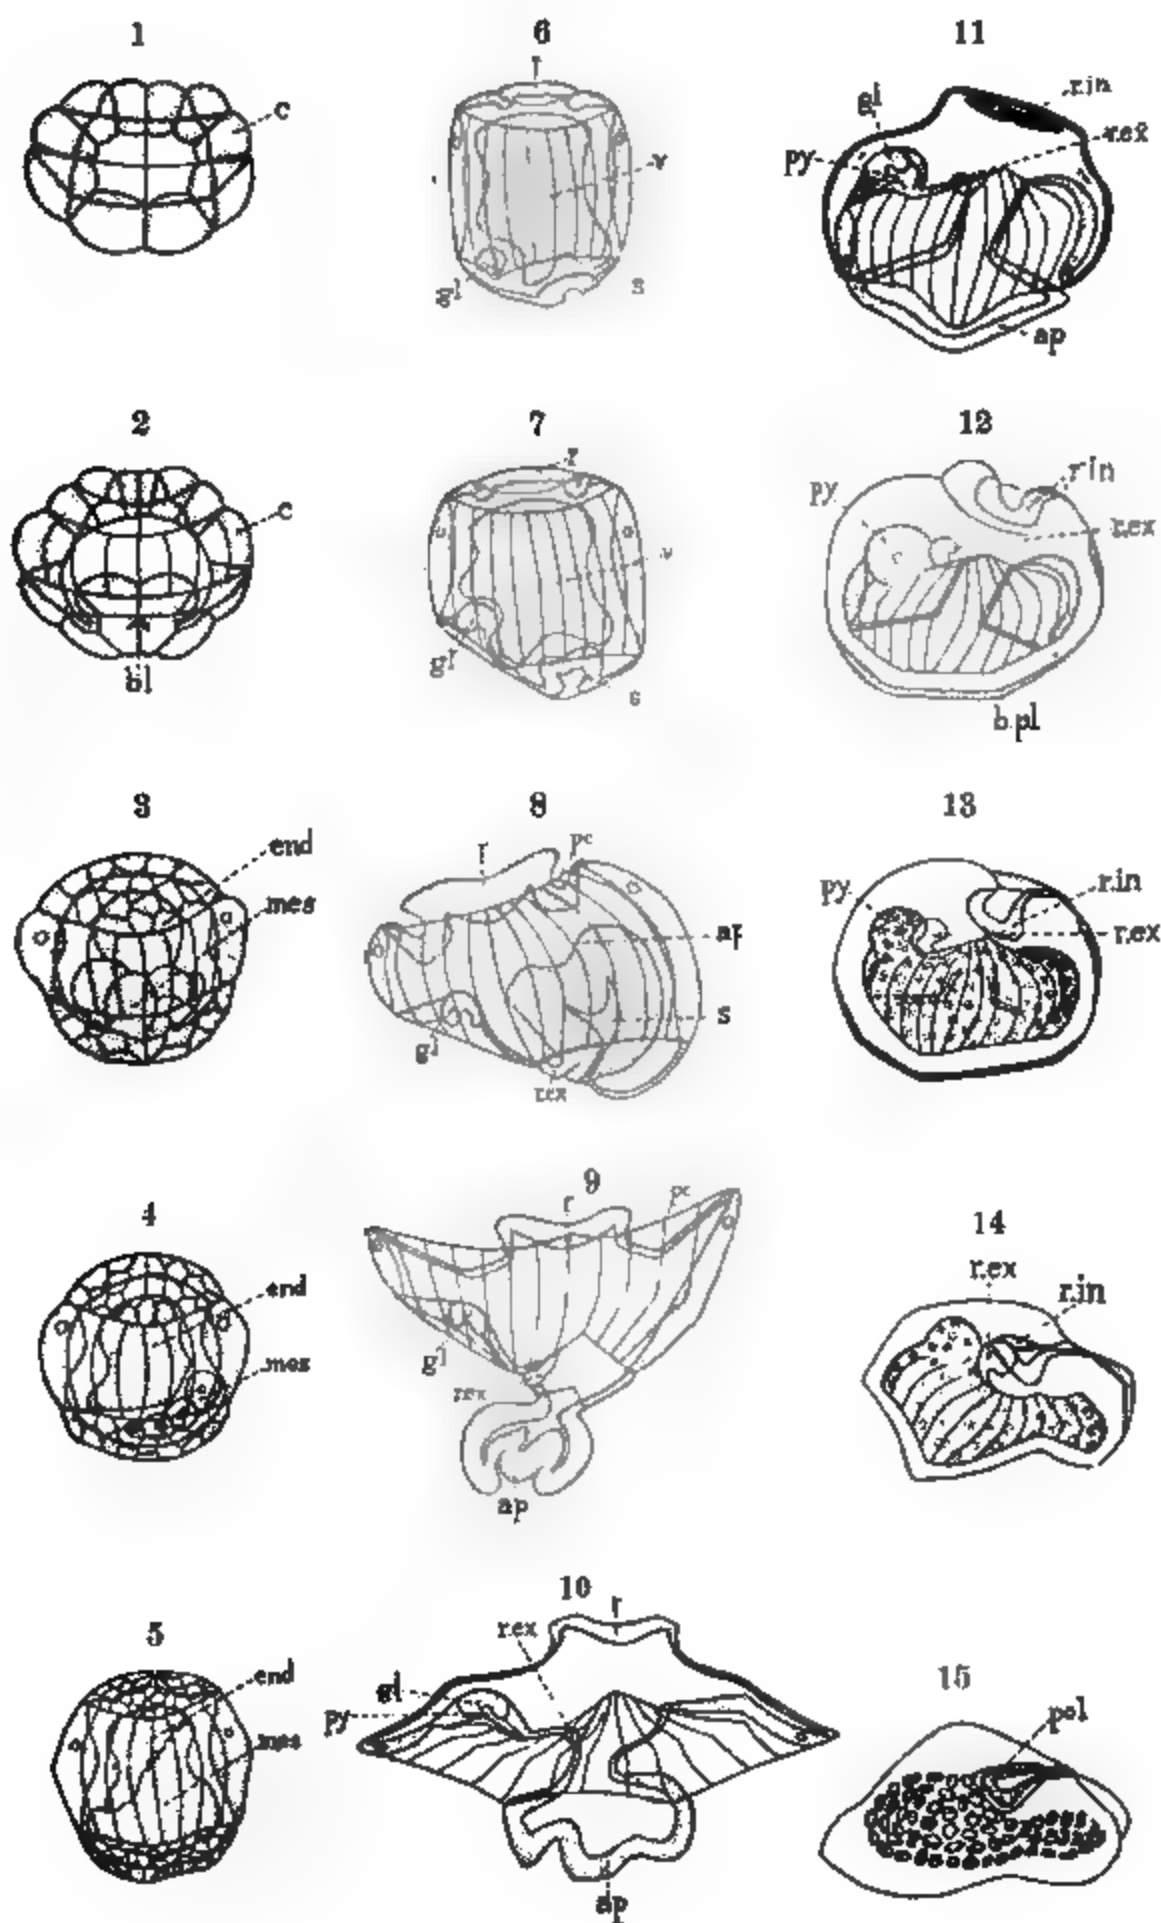 1
c
2
c
bl
3
end
mes
4
end
mes
5
end
mes
6
r
v
gl
s
7
r
v
gl
s
8
r
pc
ap
s
gl
r.ex
9
r
pc
gl
r.ex
ap
10
r
r.ex
gl
py
ap
11
r.in
gl
r.ex
py
ap
12
py
r.in
r.ex
b.pl
13
py
r.in
r.ex
14
r.ex
r.in
15
pol